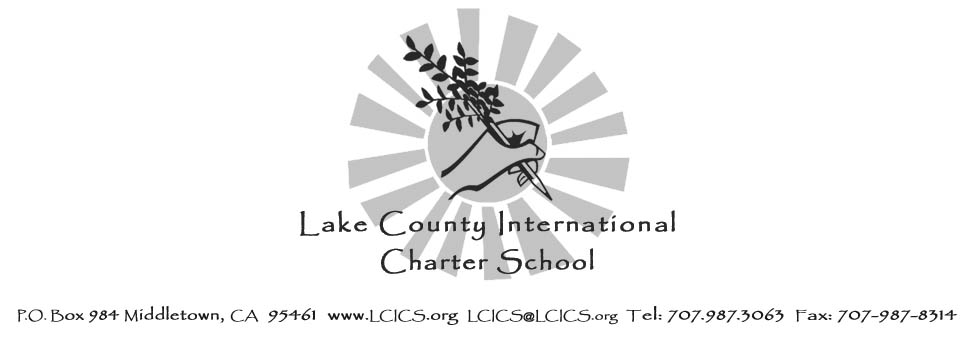 Lake County International
Charter School
P.O. Box 984 Middletown, CA 95461 www.LCICS.org LCICS@LCICS.org Tel: 707.987.3063 Fax: 707-987-8314